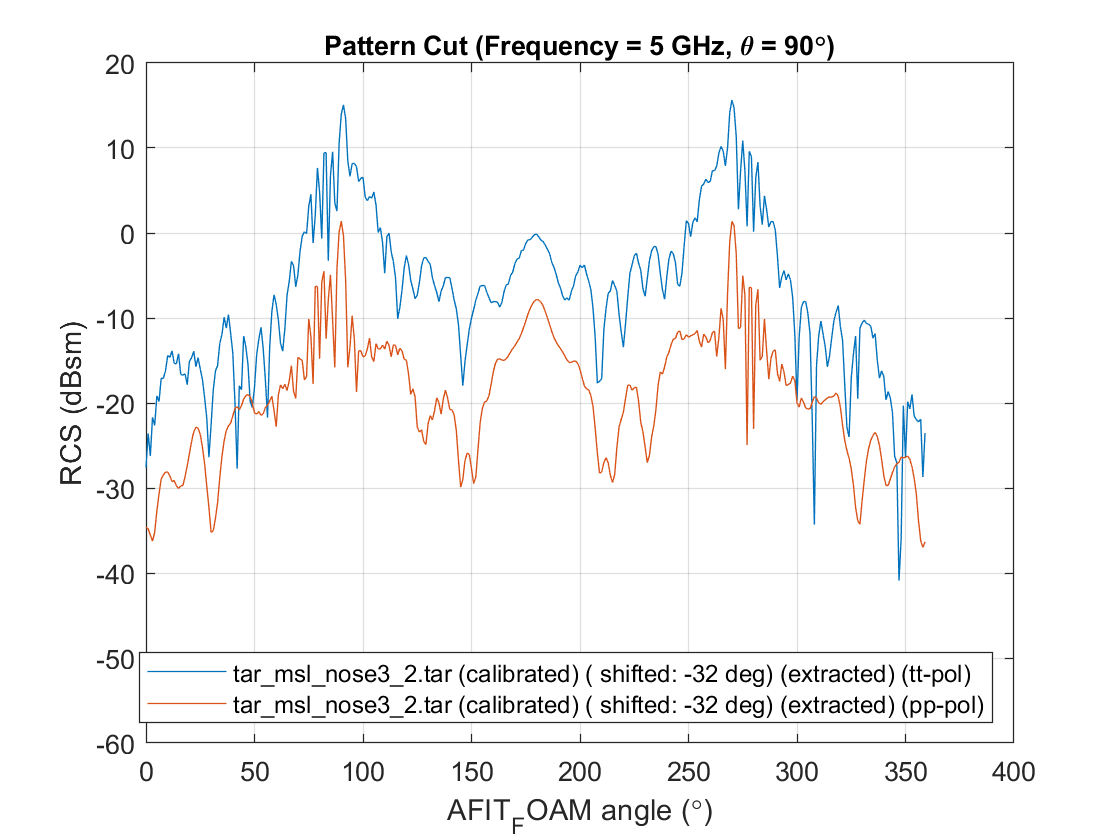 Pattern Cut (Frequency = 5 GHz, θ = 90°)
20
10
0
-10
-20
-30
-40
-50
-60
RCS (dBsm)
tar_msl_nose3_2.tar (calibrated) ( shifted: -32 deg) (extracted) (tt-pol)
tar_msl_nose3_2.tar (calibrated) ( shifted: -32 deg) (extracted) (pp-pol)
0 50 100 150 200 250 300 350 400
AFIT_FOAM angle (°)